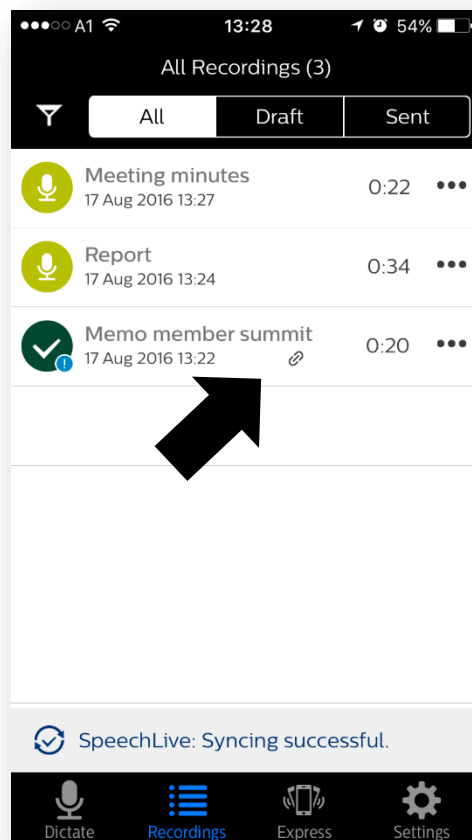 A1 13:28 54%
All Recordings (3)
All Draft Sent
Meeting minutes
17 Aug 2016 13:27 0:22
Report
17 Aug 2016 13:24 0:34
Memo member summit
17 Aug 2016 13:22 0:20
SpeechLive: Syncing successful.
Dictate Recordings Express Settings